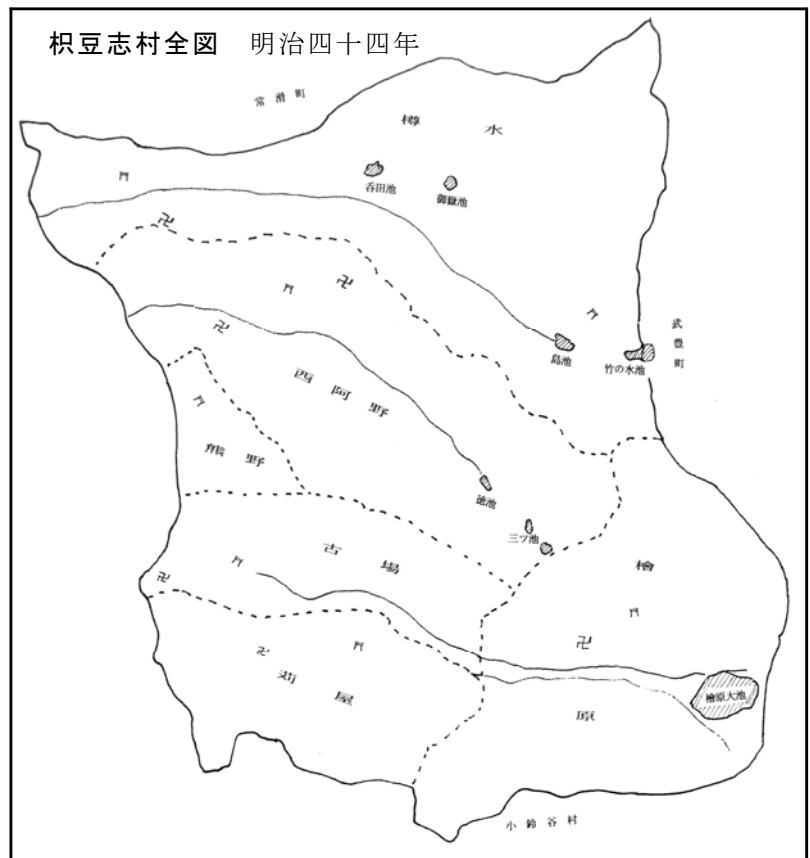 枳豆志村全図　明治四十四年
常滑町
樽水
呑田池
御嶽池
島池
竹の水池
武豊町
西阿野
熊野
徳池
三ツ池
古場
檜原
檜原大池
苅屋
小鈴谷村